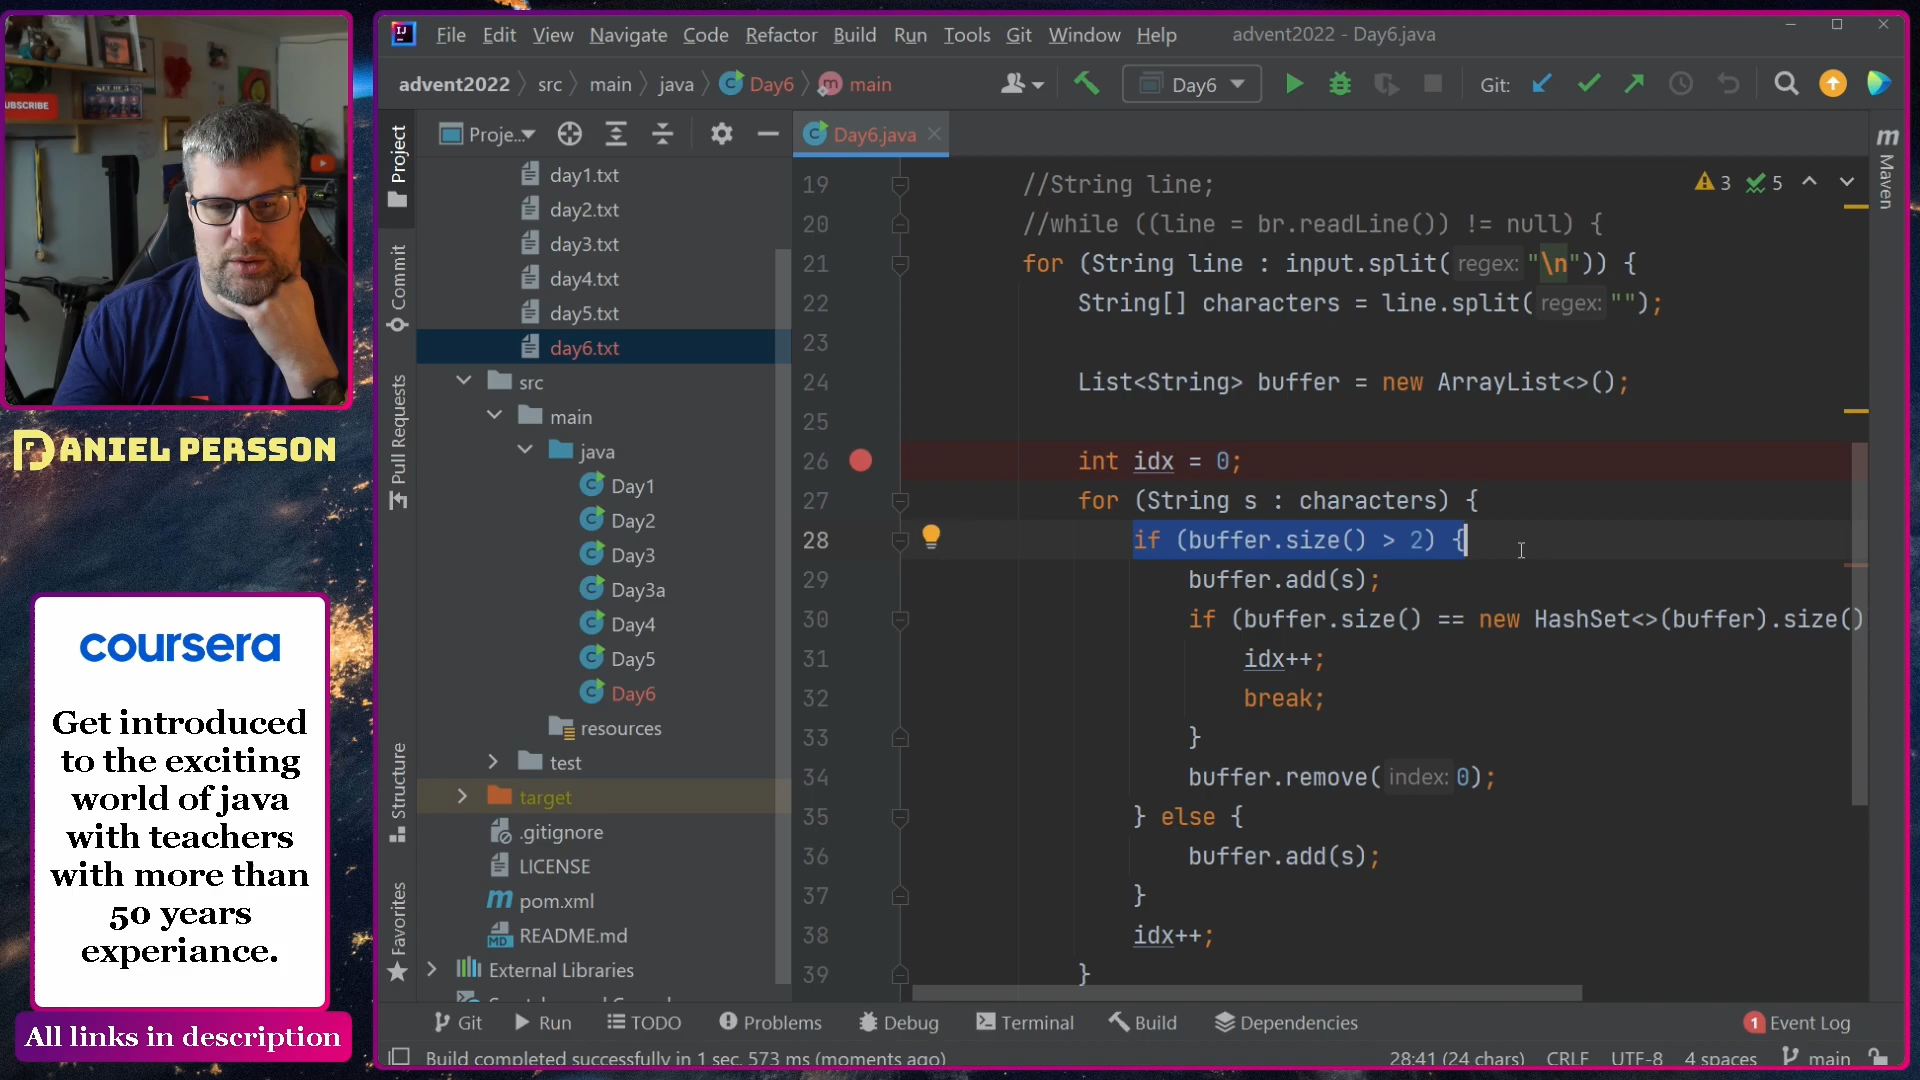 SUBSCRIBE
DANIEL PERSSON
coursera
Get introduced
to the exciting
world of java
with teachers
with more than
50 years
experiance.
All links in description
File Edit View Navigate Code Refactor Build Run Tools Git Window Help advent2022 - Day6.java
advent2022 src main java Day6 main Day6 Git:
Project
Commit
Pull Requests
Structure
Favorites
Proje...
day1.txt
day2.txt
day3.txt
day4.txt
day5.txt
day6.txt
src
main
java
Day1
Day2
Day3
Day3a
Day4
Day5
Day6
resources
test
target
.gitignore
LICENSE
pom.xml
README.md
External Libraries
Day6.java
3 5
Maven
19 //String line;
20 //while ((line = br.readLine()) != null) {
21 for (String line : input.split( regex: "\n")) {
22 String[] characters = line.split( regex: "");
23
24 List<String> buffer = new ArrayList<>();
25
26 int idx = 0;
27 for (String s : characters) {
28 if (buffer.size() > 2) {
29 buffer.add(s);
30 if (buffer.size() == new HashSet<>(buffer).size()
31 idx++;
32 break;
33 }
34 buffer.remove( index: 0);
35 } else {
36 buffer.add(s);
37 }
38 idx++;
39 }
Git Run TODO Problems Debug Terminal Build Dependencies 1 Event Log
Build completed successfully in 1 sec, 573 ms (moments ago) 28:41 (24 chars) CRLF UTF-8 4 spaces main